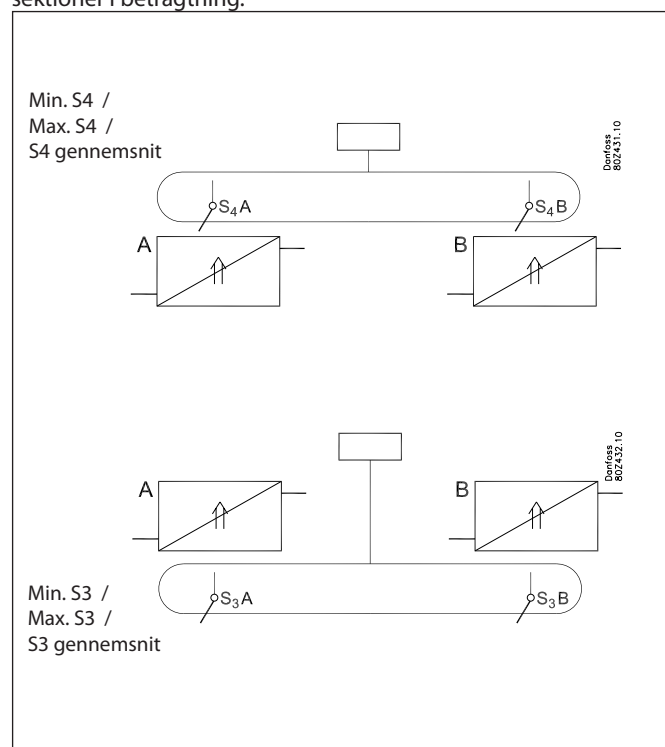 sektioner i betragtning.
Min. S4 /
Max. S4 /
S4 gennemsnit
Danfoss
80Z431.10
S4A
S4B
A
B
Danfoss
80Z432.10
A
B
Min. S3 /
Max. S3 /
S3 gennemsnit
S3A
S3B